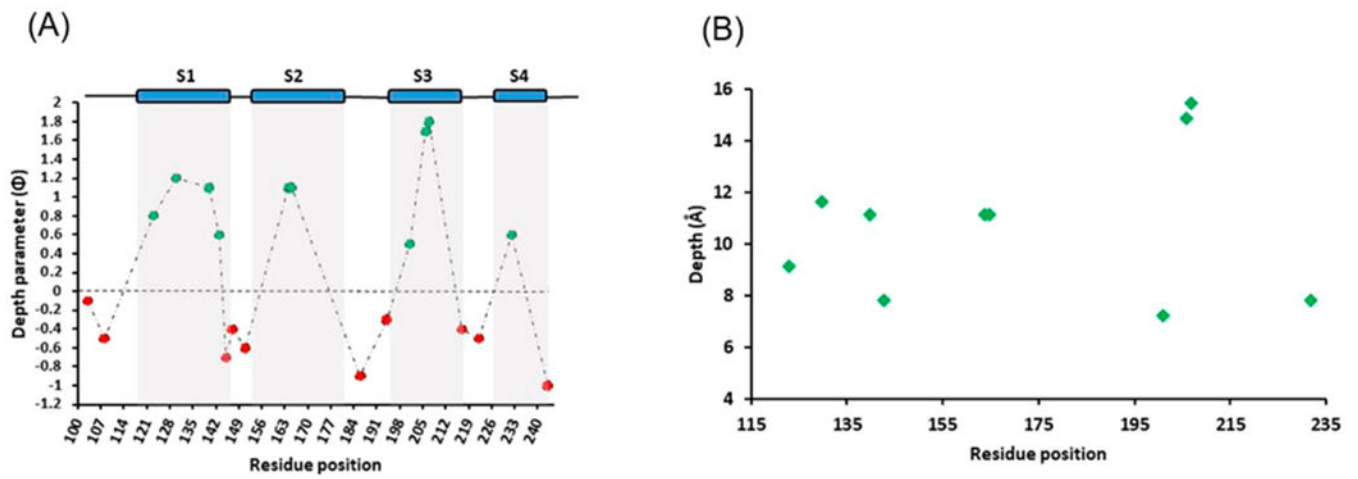 (A)
S1 S2 S3 S4
2
1.8
1.6
1.4
1.2
1
0.8
0.6
0.4
0.2
0
-0.2
-0.4
-0.6
-0.8
-1
-1.2
Depth parameter (Φ)
100 107 114 121 128 135 142 149 156 163 170 177 184 191 198 205 212 219 226 233 240
Residue position
(B)
16
14
12
10
8
6
4
Depth (Å)
115 135 155 175 195 215 235
Residue position